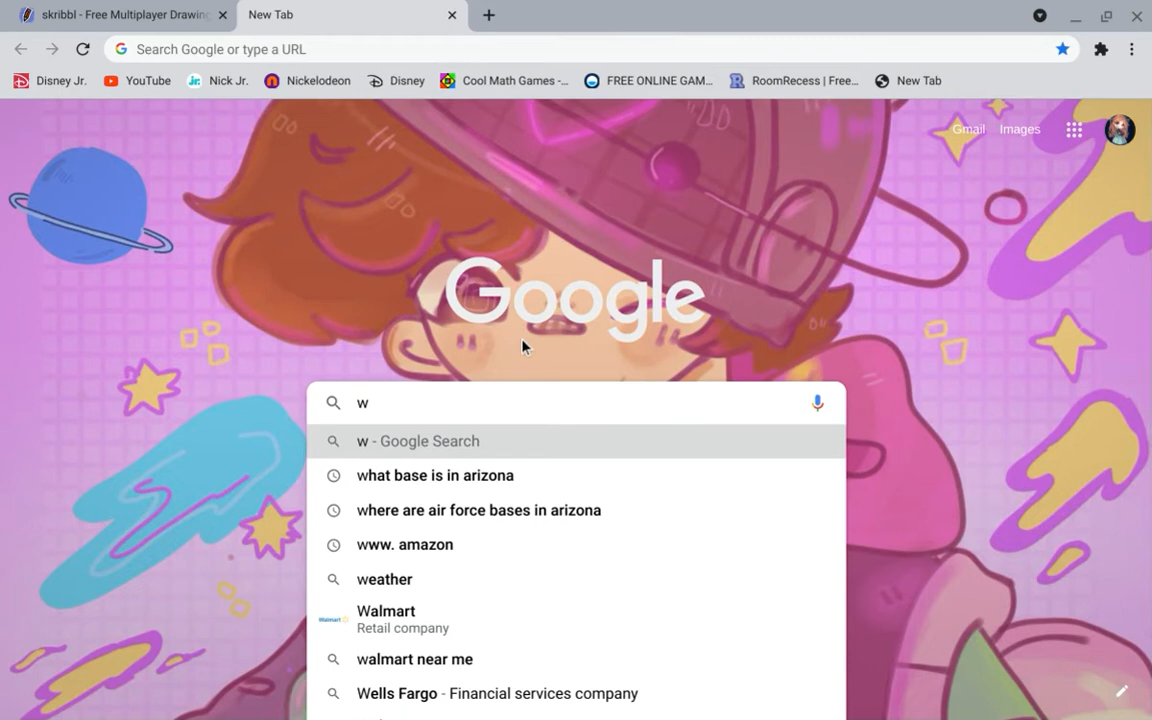 skribbl - Free Multiplayer Drawing
New Tab
Search Google or type a URL
Disney Jr. YouTube Nick Jr. Nickelodeon Disney Cool Math Games -... FREE ONLINE GAM... RoomRecess | Free... New Tab
Gmail Images
Google
w
w - Google Search
what base is in arizona
where are air force bases in arizona
www. amazon
weather
Walmart
Walmart
Retail company
walmart near me
Wells Fargo - Financial services company